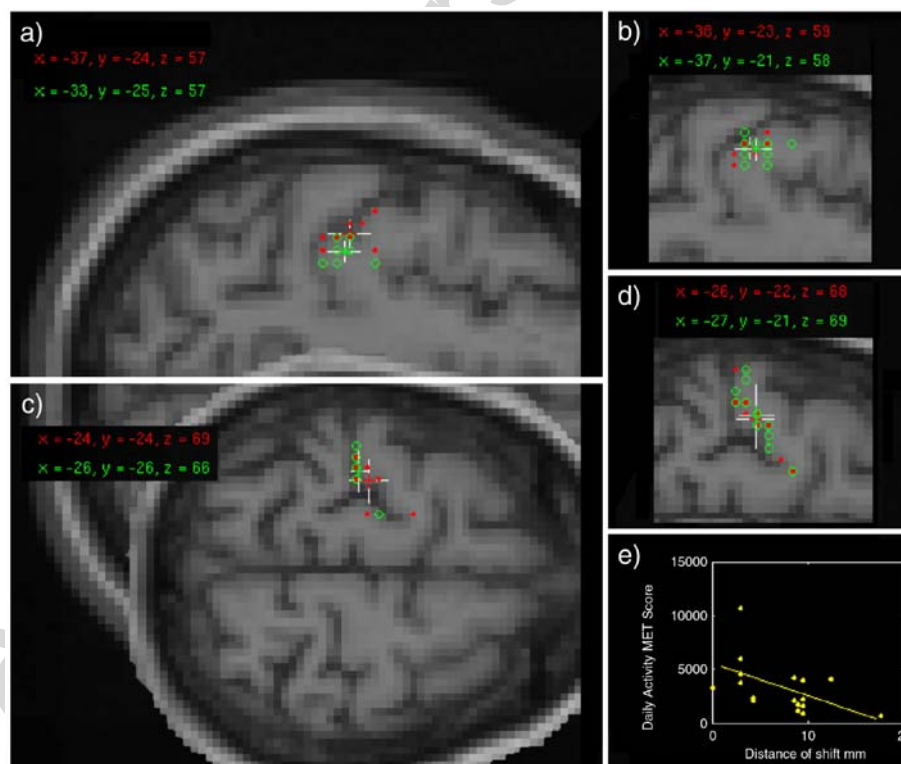 a)
x = -37, y = -24, z = 57
x = -33, y = -25, z = 57
b)
x = -38, y = -23, z = 59
x = -37, y = -21, z = 58
c)
x = -24, y = -24, z = 69
x = -26, y = -26, z = 66
d)
x = -26, y = -22, z = 68
x = -27, y = -21, z = 69
e)
15000
10000
5000
0
Daily Activity MET Score
0
10
Distance of shift mm